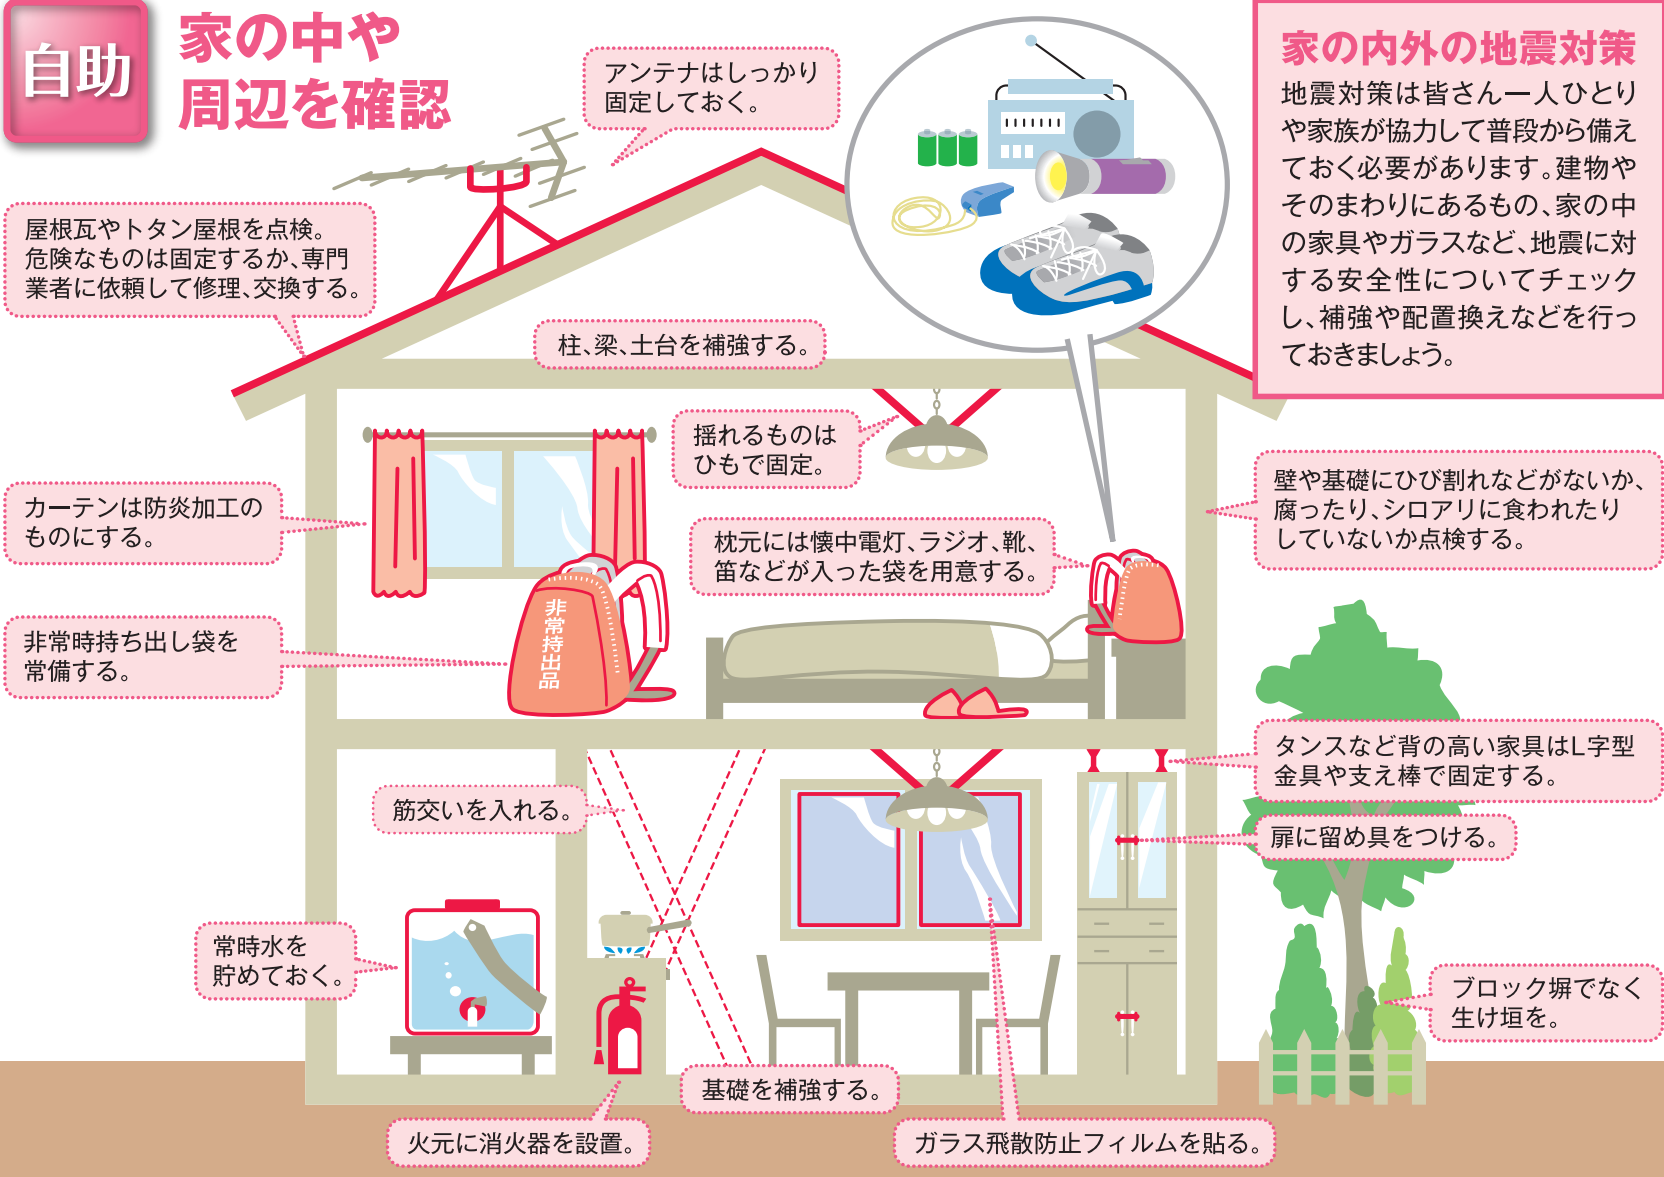 自助
家の中や
周辺を確認
アンテナはしっかり
固定しておく。
家の内外の地震対策
地震対策は皆さん一人ひとり
や家族が協力して普段から備え
ておく必要があります。建物や
そのまわりにあるもの、家の中
の家具やガラスなど、地震に対
する安全性についてチェック
し、補強や配置換えなどを行っ
ておきましょう。
屋根瓦やトタン屋根を点検。
危険なものは固定するか、専門
業者に依頼して修理、交換する。
柱、梁、土台を補強する。
揺れるものは
ひもで固定。
カーテンは防炎加工の
ものにする。
枕元には懐中電灯、ラジオ、靴、
笛などが入った袋を用意する。
壁や基礎にひび割れなどがないか、
腐ったり、シロアリに食われたり
していないか点検する。
非常時持ち出し袋を
常備する。
非常持出品
タンスなど背の高い家具はL字型
金具や支え棒で固定する。
筋交いを入れる。
扉に留め具をつける。
常時水を
貯めておく。
ブロック塀でなく
生け垣を。
基礎を補強する。
火元に消火器を設置。
ガラス飛散防止フィルムを貼る。